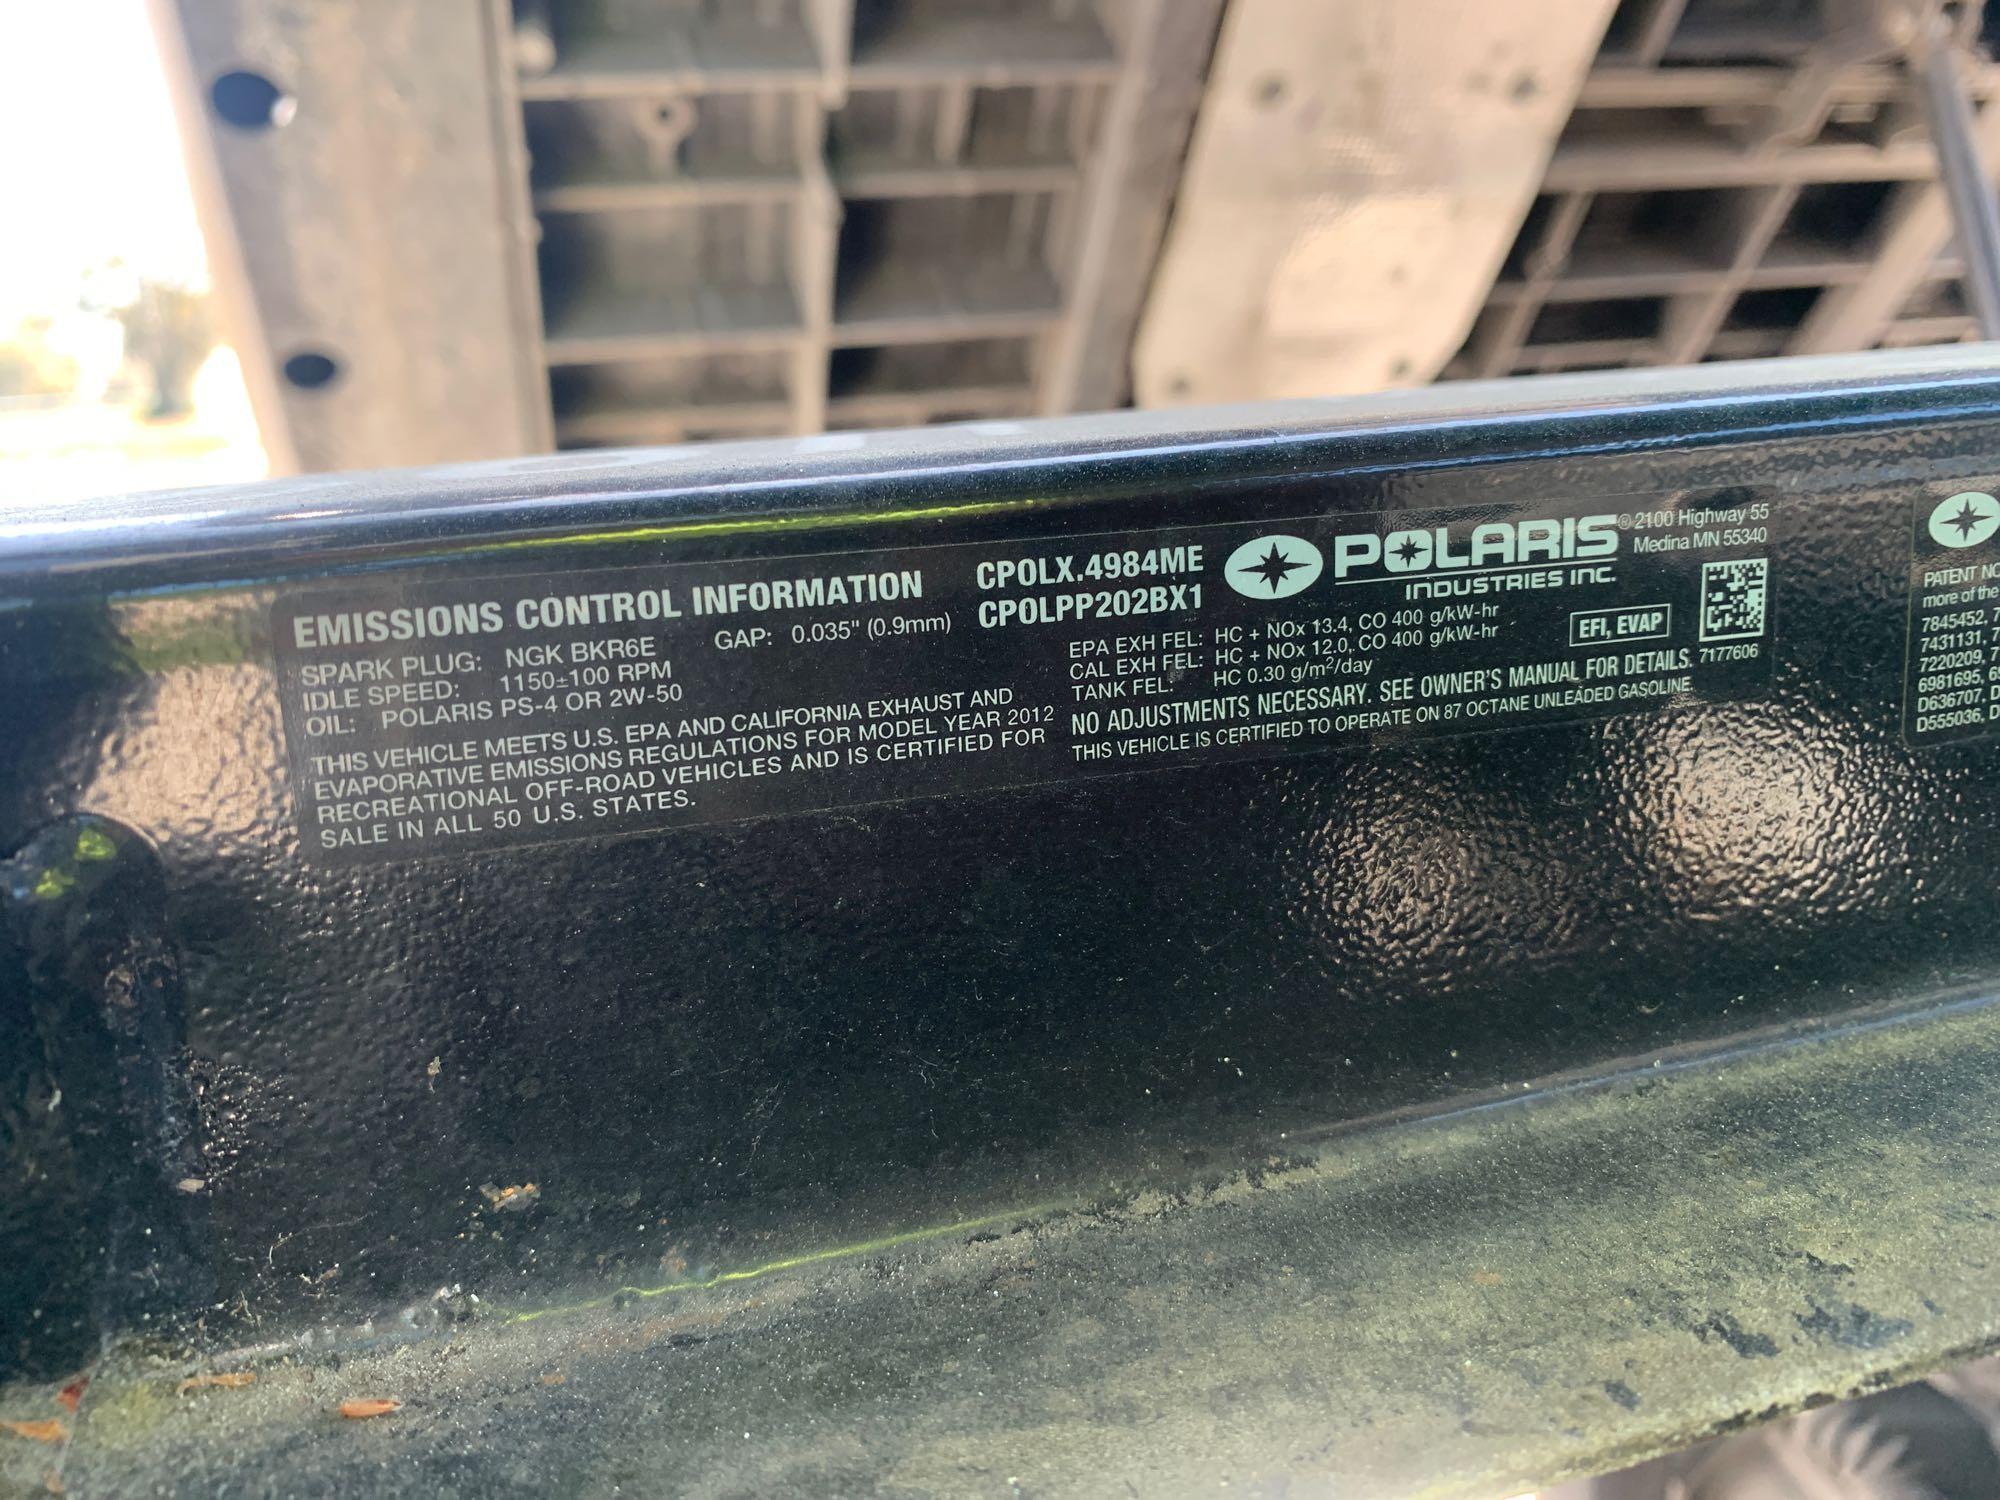 EMISSIONS CONTROL INFORMATION
SPARK PLUG: NGK BKR6E GAP: 0.035" (0.9mm)
IDLE SPEED: 1150±100 RPM
OIL: POLARIS PS-4 OR 2W-50
THIS VEHICLE MEETS U.S. EPA AND CALIFORNIA EXHAUST AND
EVAPORATIVE EMISSIONS REGULATIONS FOR MODEL YEAR 2012
RECREATIONAL OFF-ROAD VEHICLES AND IS CERTIFIED FOR
SALE IN ALL 50 U.S. STATES.
CPOLX.4984ME
CPOLPP202BX1
POLARIS®
INDUSTRIES INC.
2100 Highway 55
Medina MN 55340
EPA EXH FEL: HC + NOx 13.4, CO 400 g/kW-hr
CAL EXH FEL: HC + NOx 12.0, CO 400 g/kW-hr
TANK FEL: HC 0.30 g/m²/day
EFI, EVAP
NO ADJUSTMENTS NECESSARY. SEE OWNER'S MANUAL FOR DETAILS.
THIS VEHICLE IS CERTIFIED TO OPERATE ON 87 OCTANE UNLEADED GASOLINE.
7177606
PATENT NO
more of the
7845452, 7
7431131, 7
7220209, 7
6981695, 6
D636707, D
D555036, D